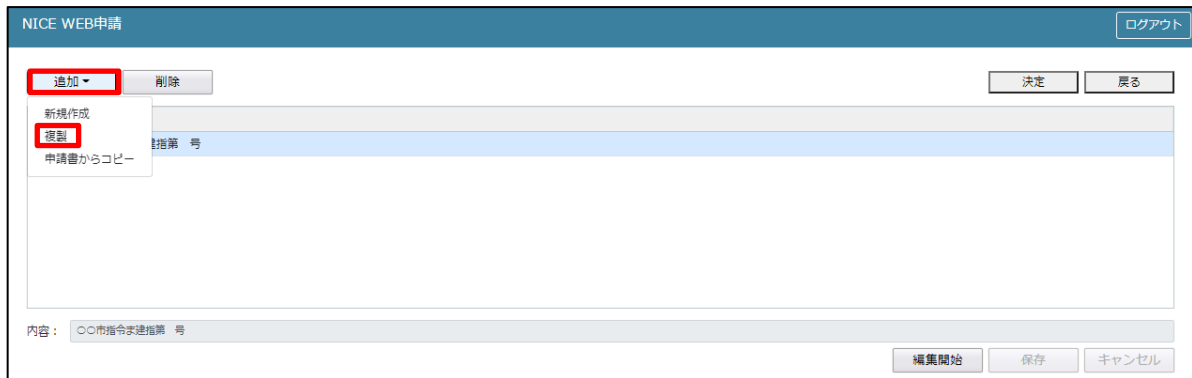 NICE WEB申請 ログアウト
追加 削除 決定 戻る
新規作成
複製
建指第 号
申請書からコピー
内容: 〇〇市指令ま建指第 号
編集開始 保存 キャンセル